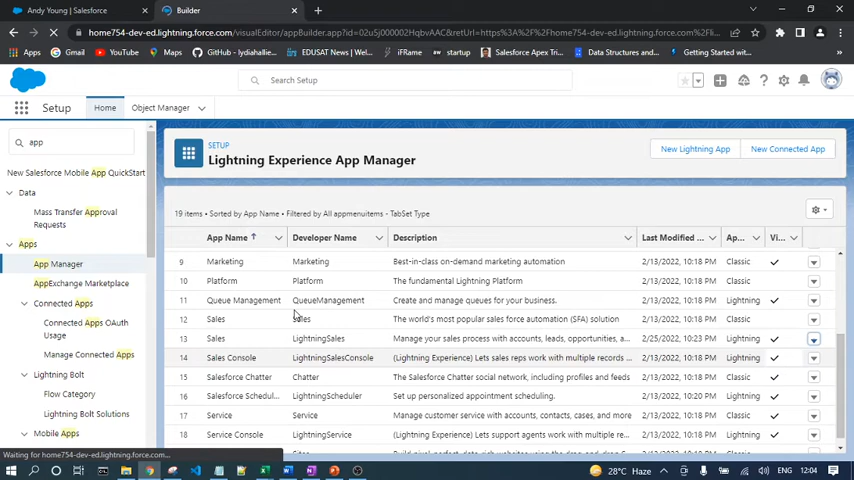 Andy Young | Salesforce
Builder
home754-dev-ed.lightning.force.com/visualEditor/appBuilder.app?id=02u5j000002HqbvAAC&retUrl=https%3A%2F%2Fhome754-dev-ed.lightning.force.com%2Fli...
Apps
Gmail
YouTube
Maps
GitHub - lydiahallie...
EDUSAT News
iFRame
startup
Salesforce Apex Tri...
Data Structures and...
Getting Started wit...
Search Setup
Setup
Home
Object Manager
app
SETUP
Lightning Experience App Manager
New Lightning App
New Connected App
New Salesforce Mobile App QuickStart
Data
Mass Transfer Approval
Requests
Apps
App Manager
AppExchange Marketplace
Connected Apps
Connected Apps OAuth
Usage
Manage Connected Apps
Lightning Bolt
Flow Category
Lightning Bolt Solutions
Mobile Apps
19 items • Sorted by App Name • Filtered by All appmenuitems - TabSet Type
App Name Developer Name Description Last Modified ... Ap... Vi...
9 Marketing Marketing Best-in-class on-demand marketing automation 2/13/2022, 10:18 PM Classic
10 Platform Platform The fundamental Lightning Platform 2/13/2022, 10:18 PM Classic
11 Queue Management QueueManagement Create and manage queues for your business. 2/13/2022, 10:18 PM Lightning
12 Sales Sales The world's most popular sales force automation (SFA) solution 2/13/2022, 10:18 PM Classic
13 Sales LightningSales Manage your sales process with accounts, leads, opportunities, a... 2/25/2022, 10:23 PM Lightning
14 Sales Console LightningSalesConsole (Lightning Experience) Lets sales reps work with multiple records ... 2/13/2022, 10:18 PM Lightning
15 Salesforce Chatter Chatter The Salesforce Chatter social network, including profiles and feeds 2/13/2022, 10:18 PM Classic
16 Salesforce Schedul... LightningScheduler Set up personalized appointment scheduling. 2/13/2022, 10:20 PM Lightning
17 Service Service Manage customer service with accounts, contacts, cases, and more 2/13/2022, 10:18 PM Classic
18 Service Console LightningService (Lightning Experience) Lets support agents work with multiple re... 2/13/2022, 10:18 PM Lightning
Waiting for home754-dev-ed.lightning.force.com...
28°C Haze
ENG
12:04